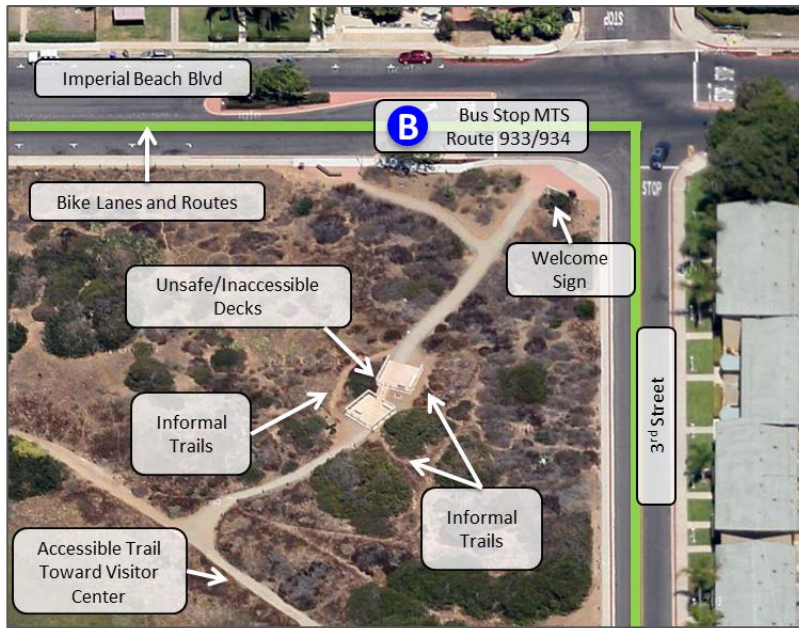 STOP
Imperial Beach Blvd
B
Bus Stop MTS
Route 933/934
STOP
Bike Lanes and Routes
Welcome
Sign
Unsafe/Inaccessible
Decks
Informal
Trails
3rd Street
Informal
Trails
Accessible Trail
Toward Visitor
Center